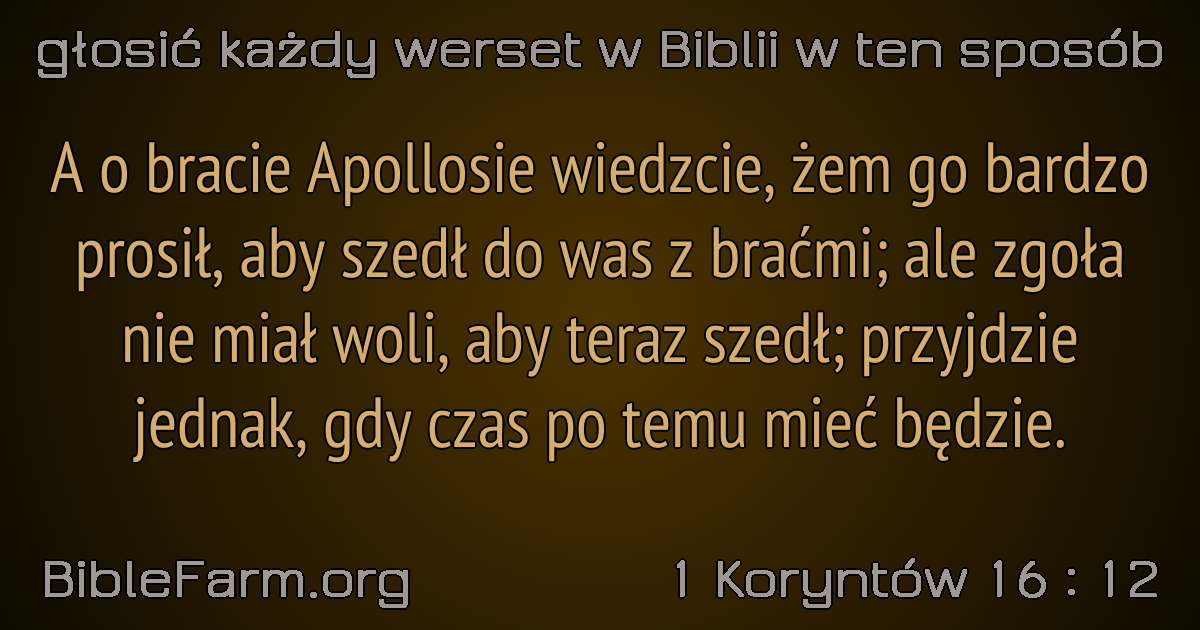 głosić każdy werset w Biblii w ten sposób
A o bracie Apollosie wiedzcie, żem go bardzo
prosił, aby szedł do was z braćmi; ale zgoła
nie miał woli, aby teraz szedł; przyjdzie
jednak, gdy czas po temu mieć będzie.
BibleFarm.org 1 Koryntów 16 : 12